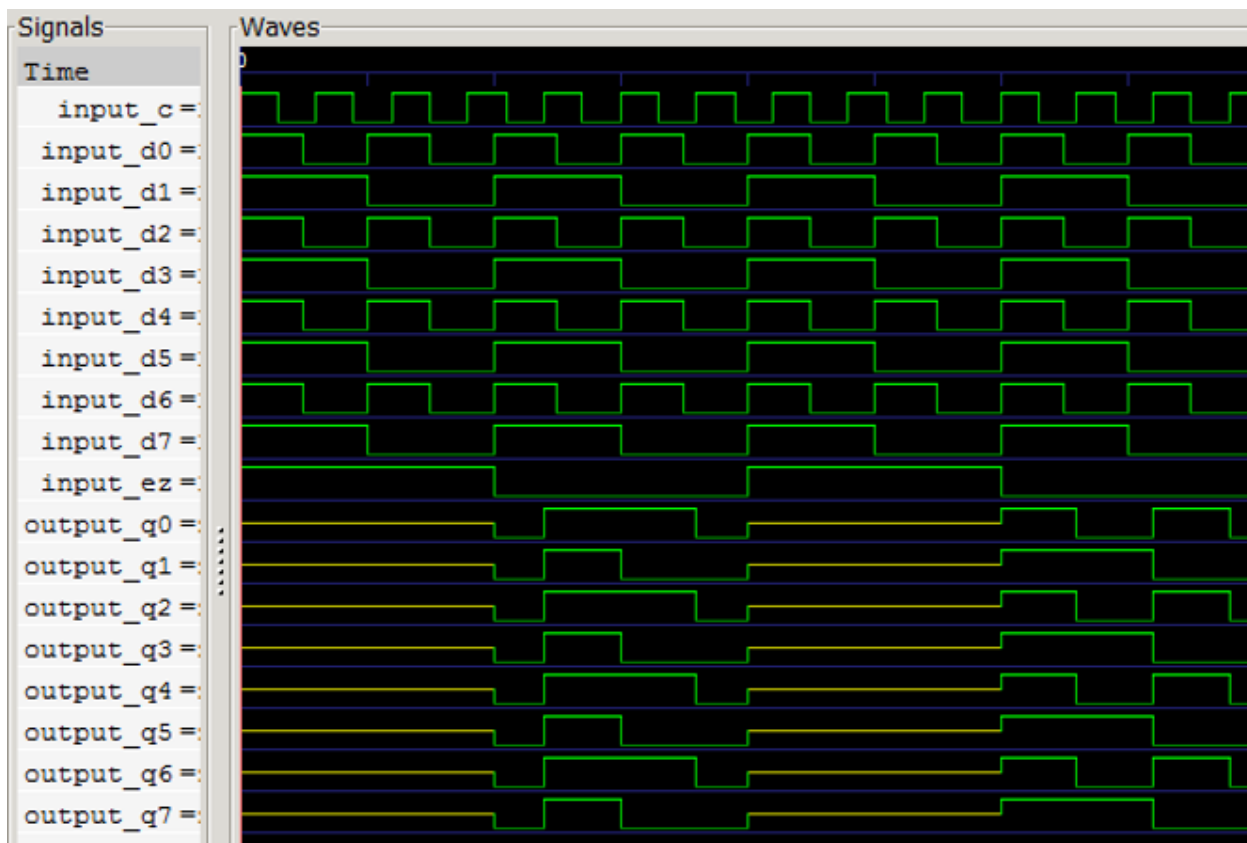 Signals Waves
Time 0
input_c =
input_d0 =
input_d1 =
input_d2 =
input_d3 =
input_d4 =
input_d5 =
input_d6 =
input_d7 =
input_ez =
output_q0 =
output_q1 =
output_q2 =
output_q3 =
output_q4 =
output_q5 =
output_q6 =
output_q7 =